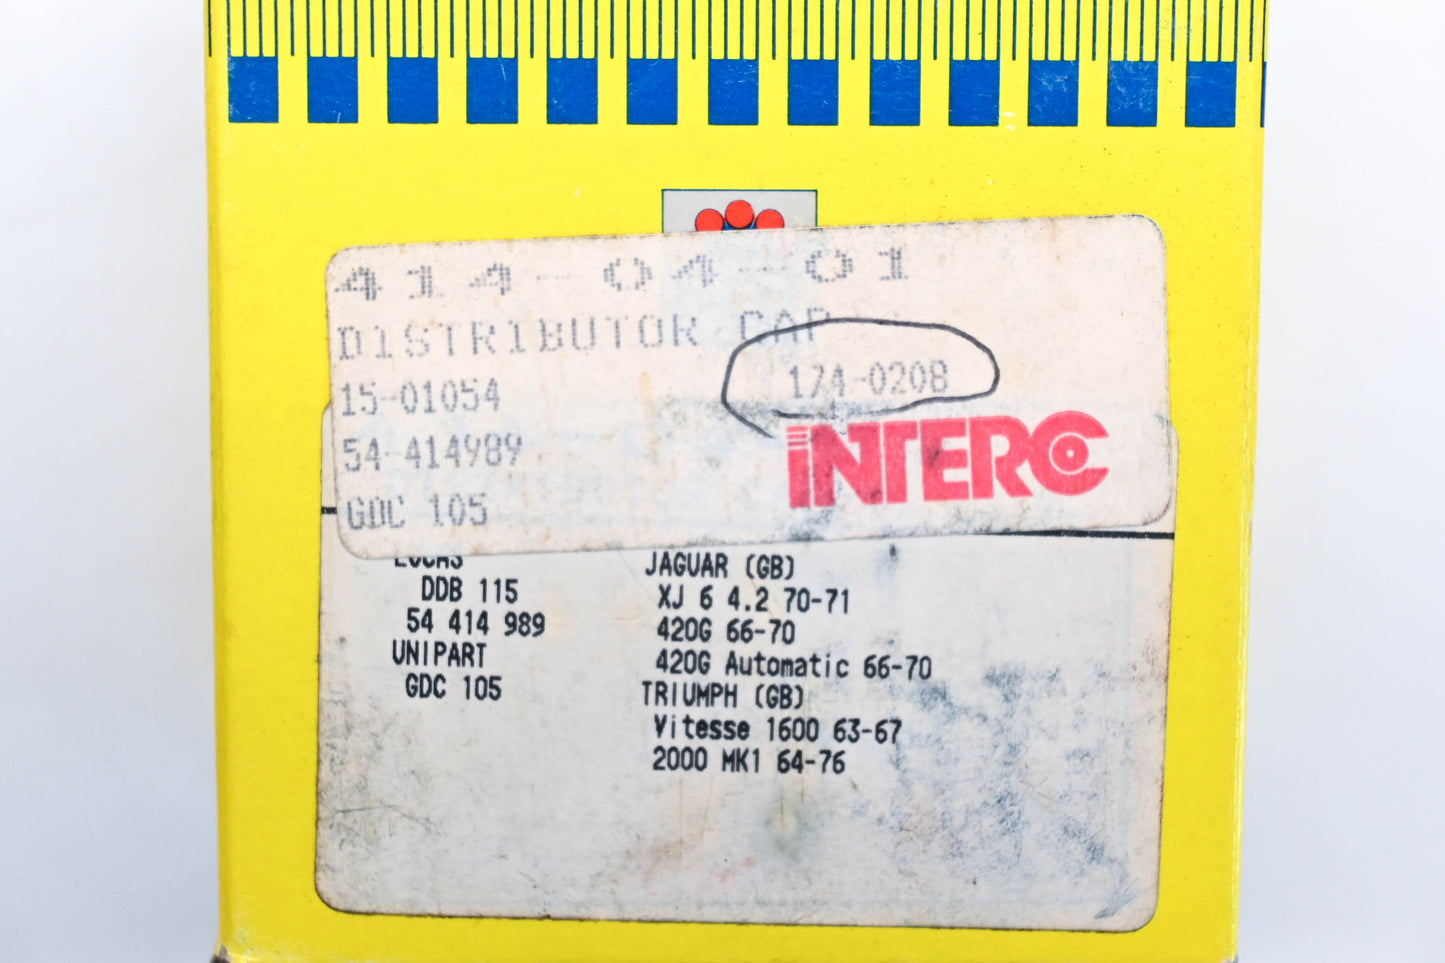 414-04-01
DISTRIBUTOR CAP
15-01054 174-0208
54-414989
INTERCO
GDC 105
LUCAS
DDB 115
54 414 989
UNIPART
GDC 105
JAGUAR (GB)
XJ 6 4.2 70-71
420G 66-70
420G Automatic 66-70
TRIUMPH (GB)
Vitesse 1600 63-67
2000 MK1 64-76